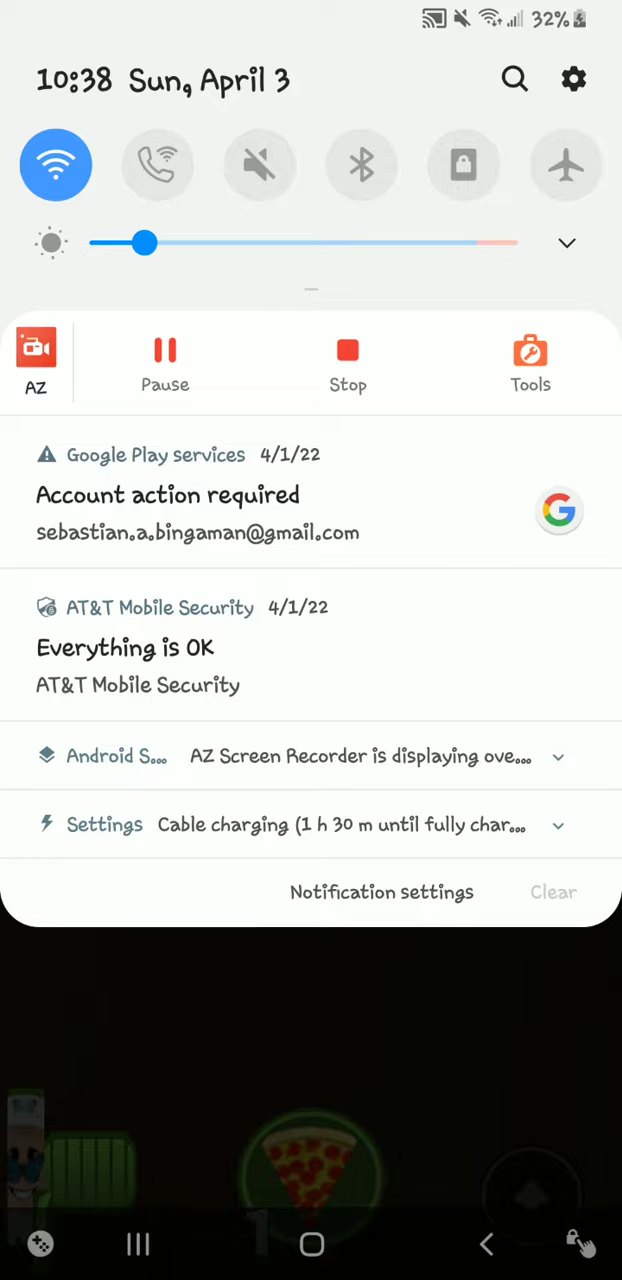 32%
10:38 Sun, April 3
AZ
Pause
Stop
Tools
Google Play services 4/1/22
Account action required
sebastian.a.bingaman@gmail.com
AT&T Mobile Security 4/1/22
Everything is OK
AT&T Mobile Security
Android S... AZ Screen Recorder is displaying ove...
Settings Cable charging (1 h 30 m until fully char...
Notification settings Clear
1